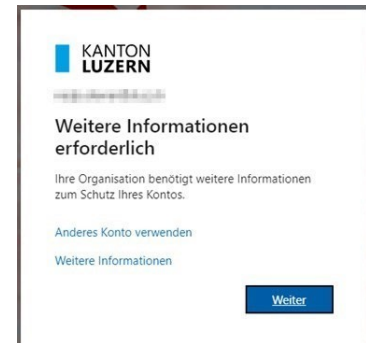 KANTON
LUZERN
Weitere Informationen
erforderlich
Ihre Organisation benötigt weitere Informationen
zum Schutz Ihres Kontos.
Anderes Konto verwenden
Weitere Informationen
Weiter